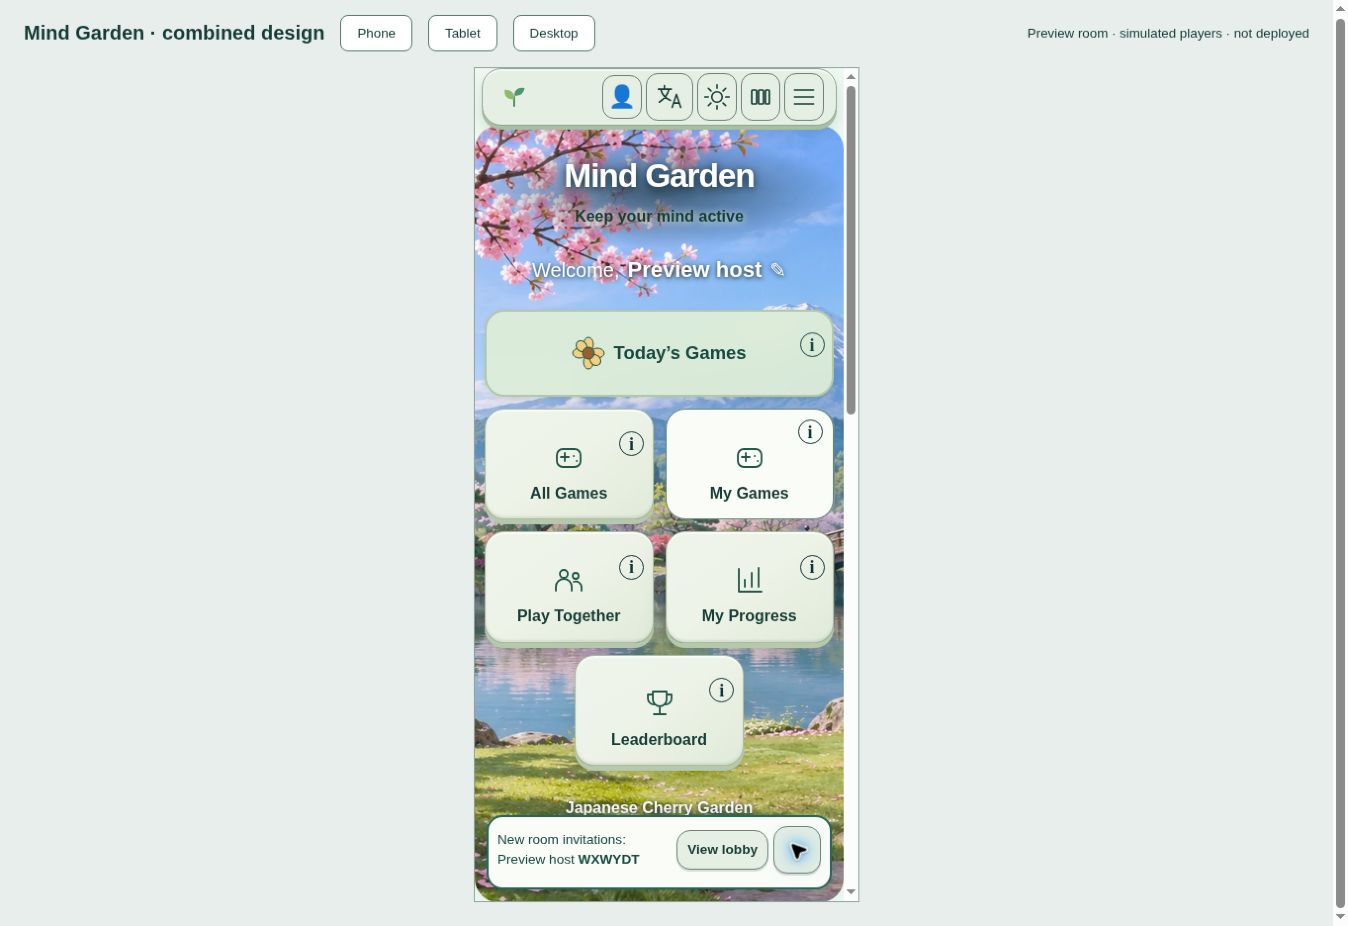 Mind Garden · combined design
Phone
Tablet
Desktop
Preview room · simulated players · not deployed
Mind Garden
Keep your mind active
Welcome, Preview host ✎
Today’s Games
i
All Games
i
My Games
i
Play Together
i
My Progress
i
Leaderboard
i
Japanese Cherry Garden
New room invitations:
Preview host WXWYDT
View lobby